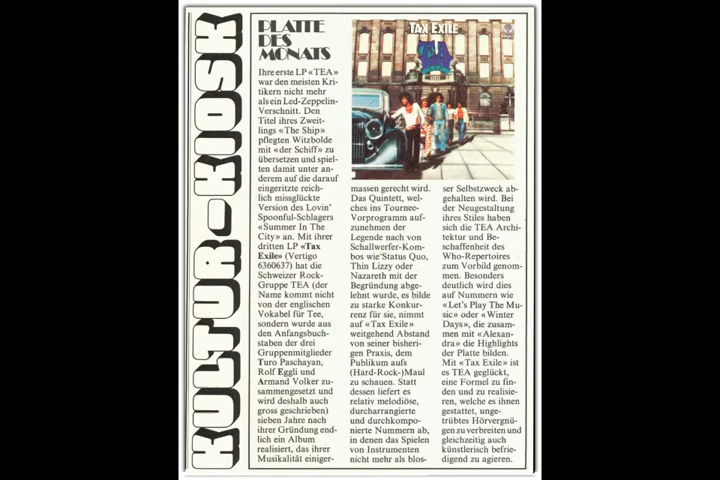 KULTUR-KIOSK
PLATTE
DES
MONATS
Ihre erste LP «TEA»
war den meisten Kri-
tikern nicht mehr
als ein Led-Zeppelin-
Verschnitt. Den
Titel ihres Zweit-
lings «The Ship»
pflegten Witzbolde
mit «der Schiff» zu
übersetzen und spiel-
ten damit unter an-
derem auf die darauf
eingeritzte reich-
lich missglückte
Version des Lovin'
Spoonful-Schlagers
«Summer In The
City» an. Mit ihrer
dritten LP «Tax
Exile» (Vertigo
6360637) hat die
Schweizer Rock-
Gruppe TEA (der
Name kommt nicht
von der englischen
Vokabel für Tee,
sondern wurde aus
den Anfangsbuch-
staben der drei
Gruppenmitglieder
Turo Paschayan,
Rolf Eggli und
Armand Volker zu-
sammengesetzt und
wird deshalb auch
gross geschrieben)
sieben Jahre nach
ihrer Gründung end-
lich ein Album
realisiert, das ihrer
Musikalität einiger-
TAX EXILE
TEA
massen gerecht wird.
Das Quintett, wel-
ches ins Tournee-
Vorprogramm auf-
zunehmen der
Legende nach von
Schallwerfer-Kom-
bos wie Status Quo,
Thin Lizzy oder
Nazareth mit der
Begründung abge-
lehnt wurde, es bilde
zu starke Konkur-
renz für sie, nimmt
auf «Tax Exile»
weitgehend Abstand
von seiner bisheri-
gen Praxis, dem
Publikum aufs
(Hard-Rock-)Maul
zu schauen. Statt
dessen liefert es
relativ melodiöse,
durcharrangierte
und durchkompo-
nierte Nummern ab,
in denen das Spielen
von Instrumenten
nicht mehr als blos-
ser Selbstzweck ab-
gehalten wird. Bei
der Neugestaltung
ihres Stiles haben
sich die TEA Archi-
tektur und Be-
schaffenheit des
Who-Repertoires
zum Vorbild genom-
men. Besonders
deutlich wird dies
auf Nummern wie
«Let's Play The Mu-
sic» oder «Winter
Days», die zusam-
men mit «Alexan-
dra» die Highlights
der Platte bilden.
Mit «Tax Exile» ist
es TEA geglückt,
eine Formel zu fin-
den und zu realisie-
ren, welche es ihnen
gestattet, unge-
trübtes Hörvergnü-
gen zu verbreiten und
gleichzeitig auch
künstlerisch befrie-
digend zu agieren.